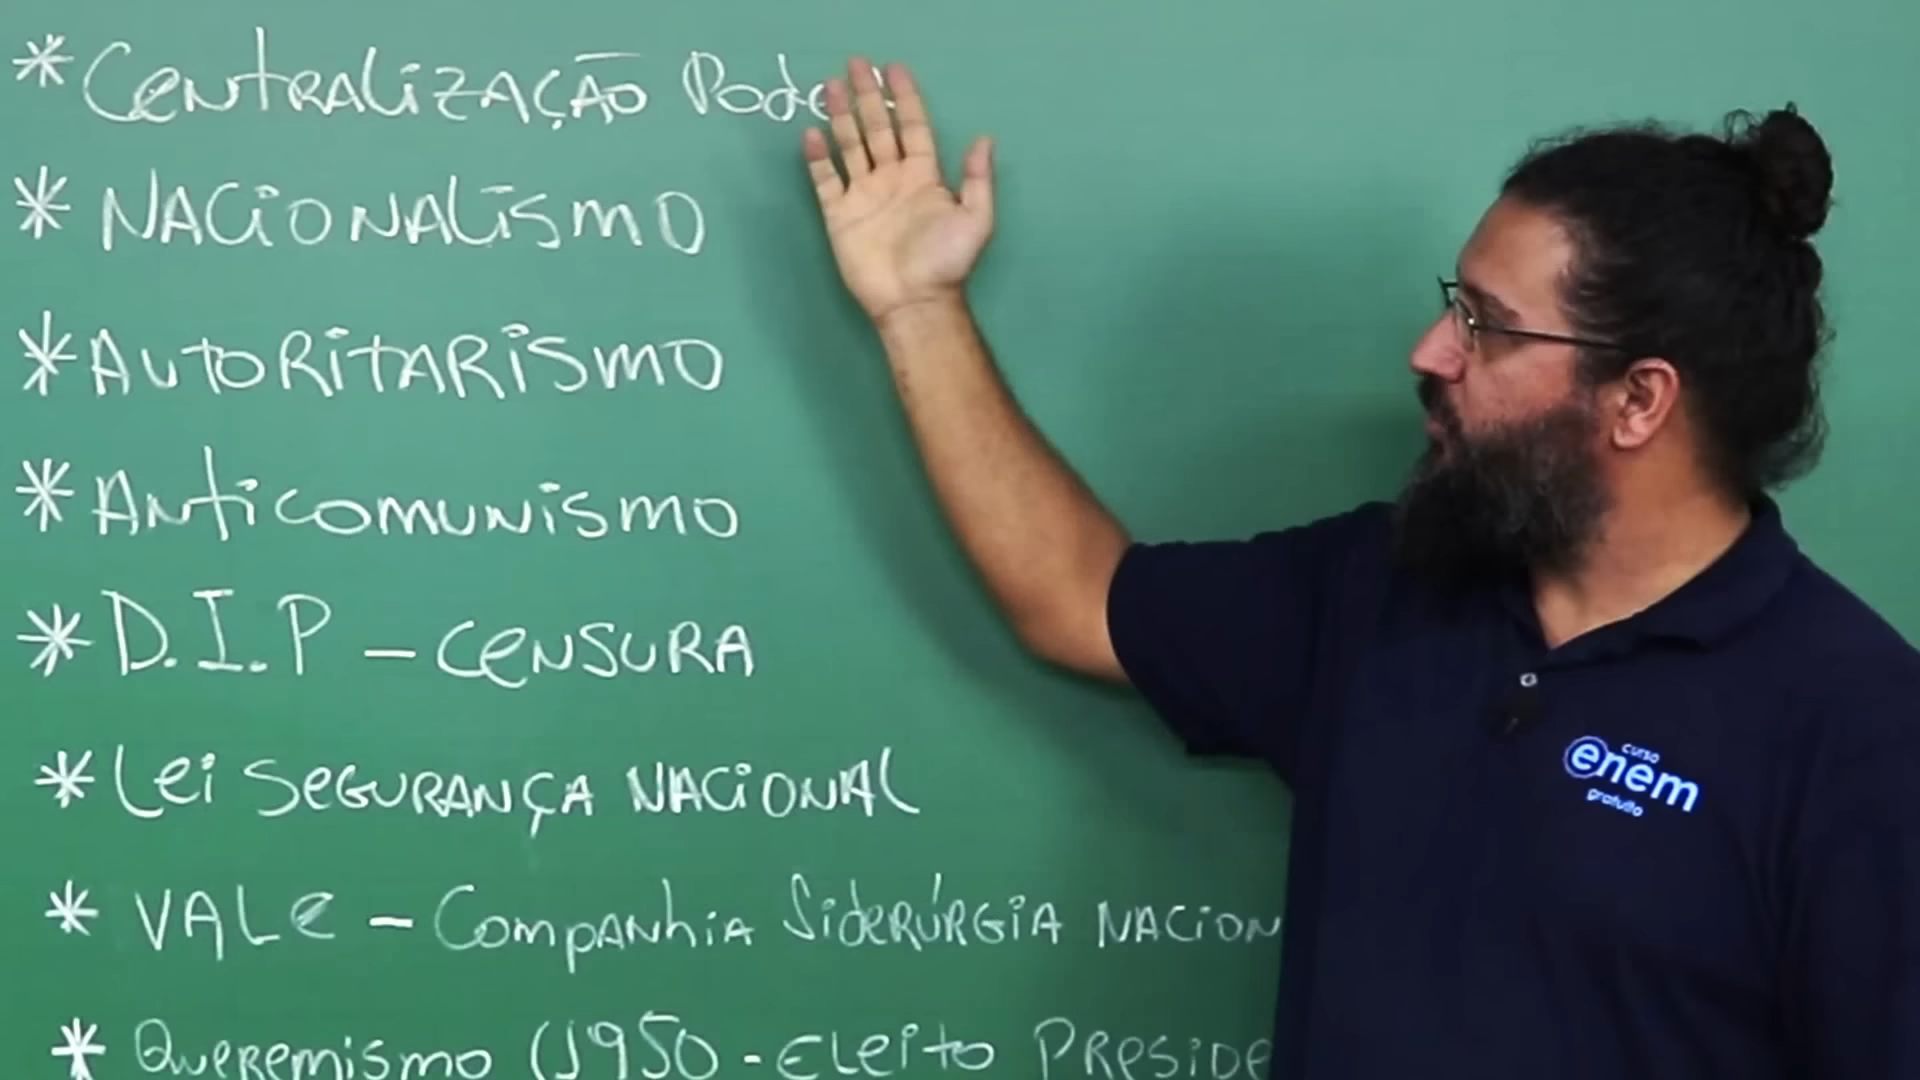 * Centralização Pode
* Nacionalismo
* Autoritarismo
* Anticomunismo
* D.I.P - Censura
* Lei Segurança Nacional
* Vale - Companhia Siderúrgia Nacion
* Queremismo (1950 - Eleito Preside
curso
enem
gratuito